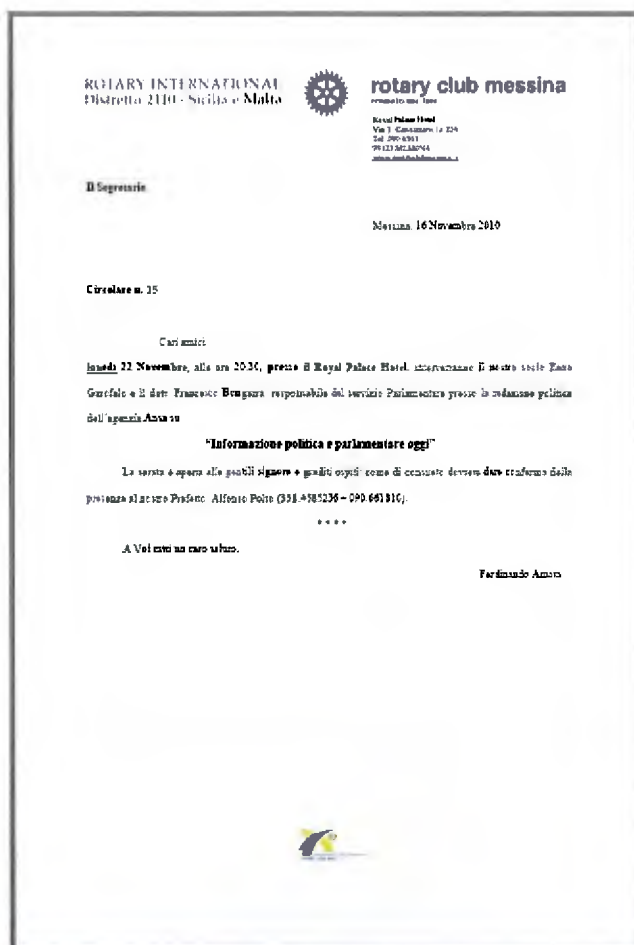 ROTARY INTERNATIONAL
Distretto 2110 - Sicilia e Malta
rotary club messina
Royal Palace Hotel
Il Segretario
Messina, 16 Novembre 2010
Circolare n. 15
Cari amici
lunedì 22 Novembre, alle ore 20:30, presso il Royal Palace Hotel, interverranno il nostro socio
Garofalo e il dott. Francesco responsabile del servizio Parlamentare presso la redazione politica
dell'agenzia Ansa su
"Informazione politica e parlamentare oggi"
La serata è aperta alle gentili signore e graditi ospiti: come di consueto dovrete dare conferma della
presenza al nostro Prefetto Alfonso Polto
* * * *
A Voi tutti un caro saluto.
Ferdinando Amata